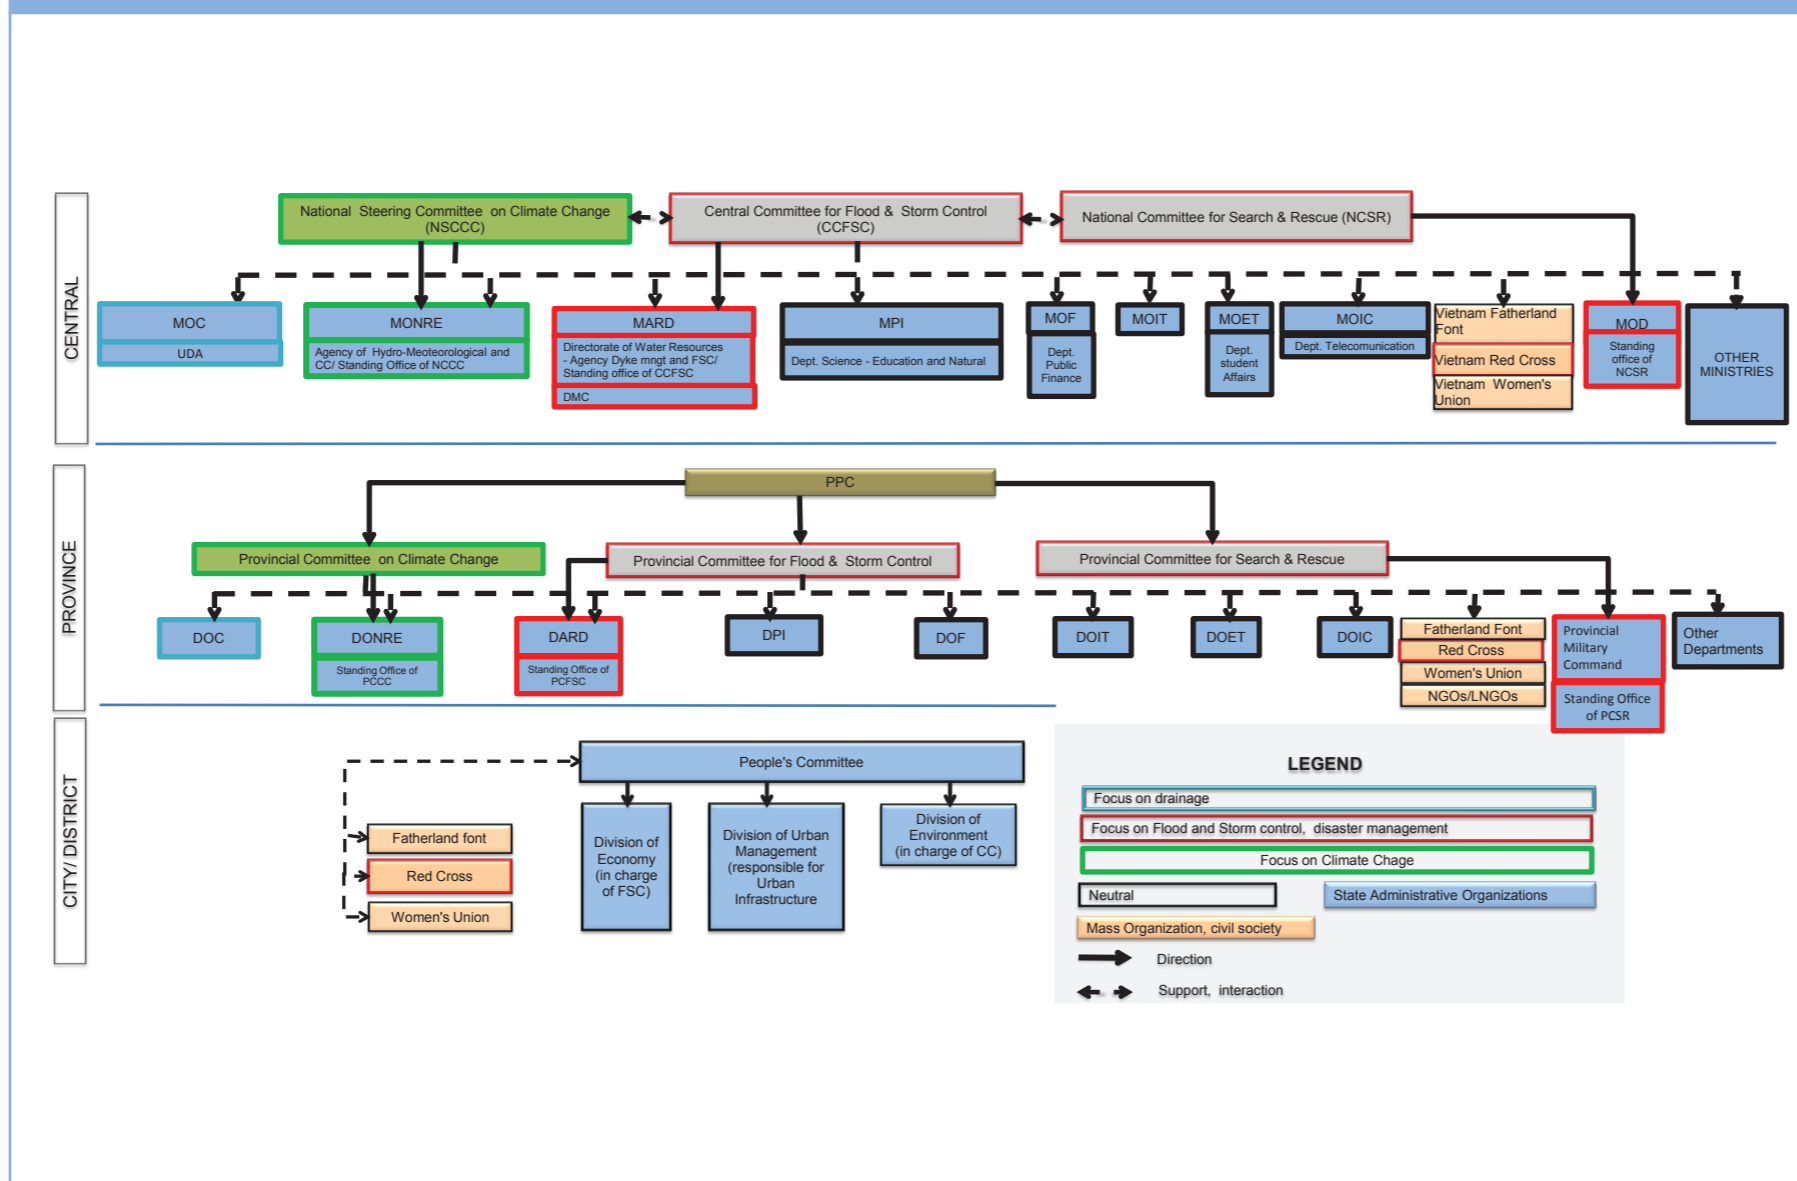 CENTRAL
National Steering Committee on Climate Change
(NSCCC)
Central Committee for Flood & Storm Control
(CCFSC)
National Committee for Search & Rescue (NCSR)
MOC
UDA
MONRE
Agency of Hydro-Meoteorological and
CC/ Standing Office of NCCC
MARD
Directorate of Water Resources
- Agency Dyke mngt and FSC/
Standing office of CCFSC
DMC
MPI
Dept. Science - Education and Natural
MOF
Dept.
Public
Finance
MOIT
MOET
Dept.
student
Affairs
MOIC
Dept. Telecomunication
Vietnam Fatherland
Font
Vietnam Red Cross
Vietnam Women's
Union
MOD
Standing
office of
NCSR
OTHER
MINISTRIES
PROVINCE
PPC
Provincial Committee on Climate Change
Provincial Committee for Flood & Storm Control
Provincial Committee for Search & Rescue
DOC
DONRE
Standing Office of
PCCC
DARD
Standing Office of
PCFSC
DPI
DOF
DOIT
DOET
DOIC
Fatherland Font
Red Cross
Women's Union
NGOs/LNGOs
Provincial
Military
Command
Standing Office
of PCSR
Other
Departments
CITY/ DISTRICT
People's Committee
Fatherland font
Red Cross
Women's Union
Division of
Economy
(in charge
of FSC)
Division of Urban
Management
(responsible for
Urban
Infrastructure
Division of
Environment
(in charge of CC)
LEGEND
Focus on drainage
Focus on Flood and Storm control, disaster management
Focus on Climate Chage
Neutral
State Administrative Organizations
Mass Organization, civil society
Direction
Support, interaction